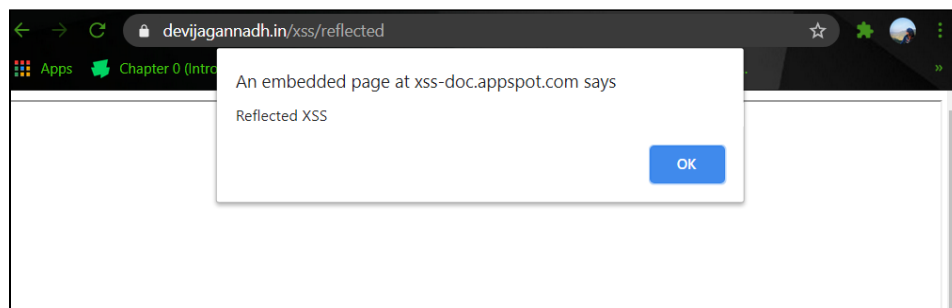 devijagannadh.in/xss/reflected
Apps Chapter 0 (Intro
An embedded page at xss-doc.appspot.com says
Reflected XSS
OK